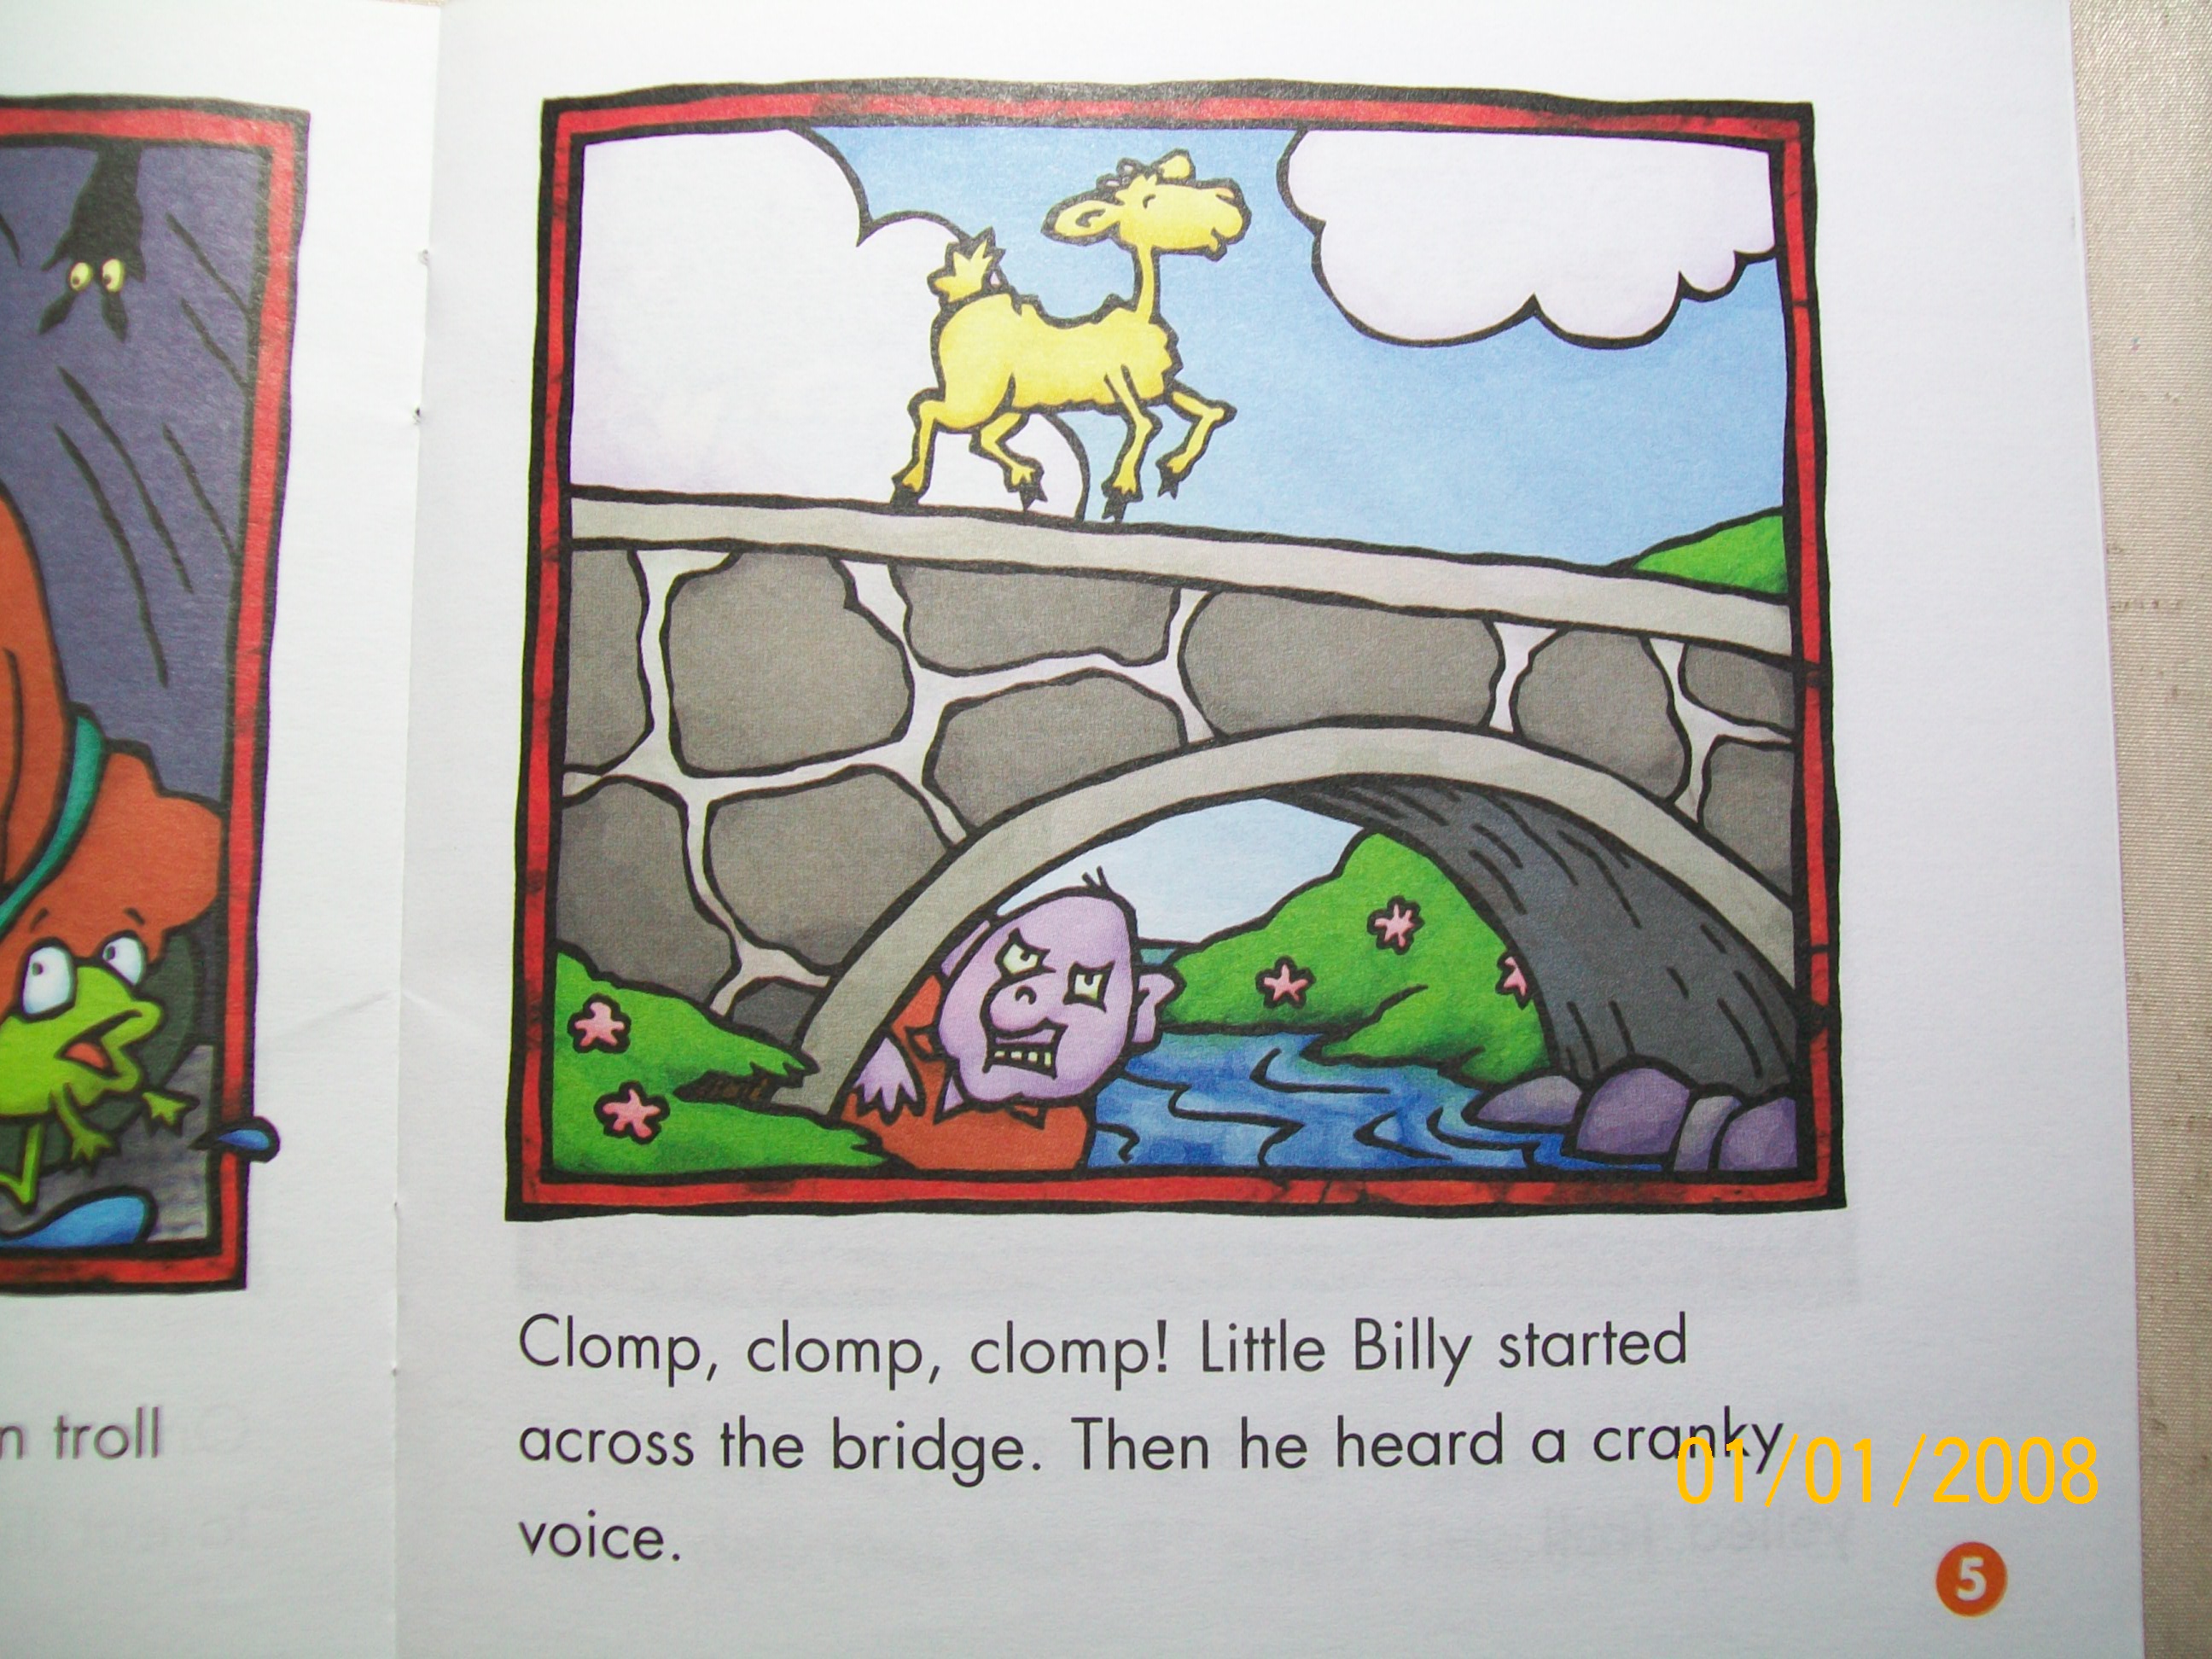 n troll
Clomp, clomp, clomp! Little Billy started
across the bridge. Then he heard a cranky
voice.
01/01/2008
5